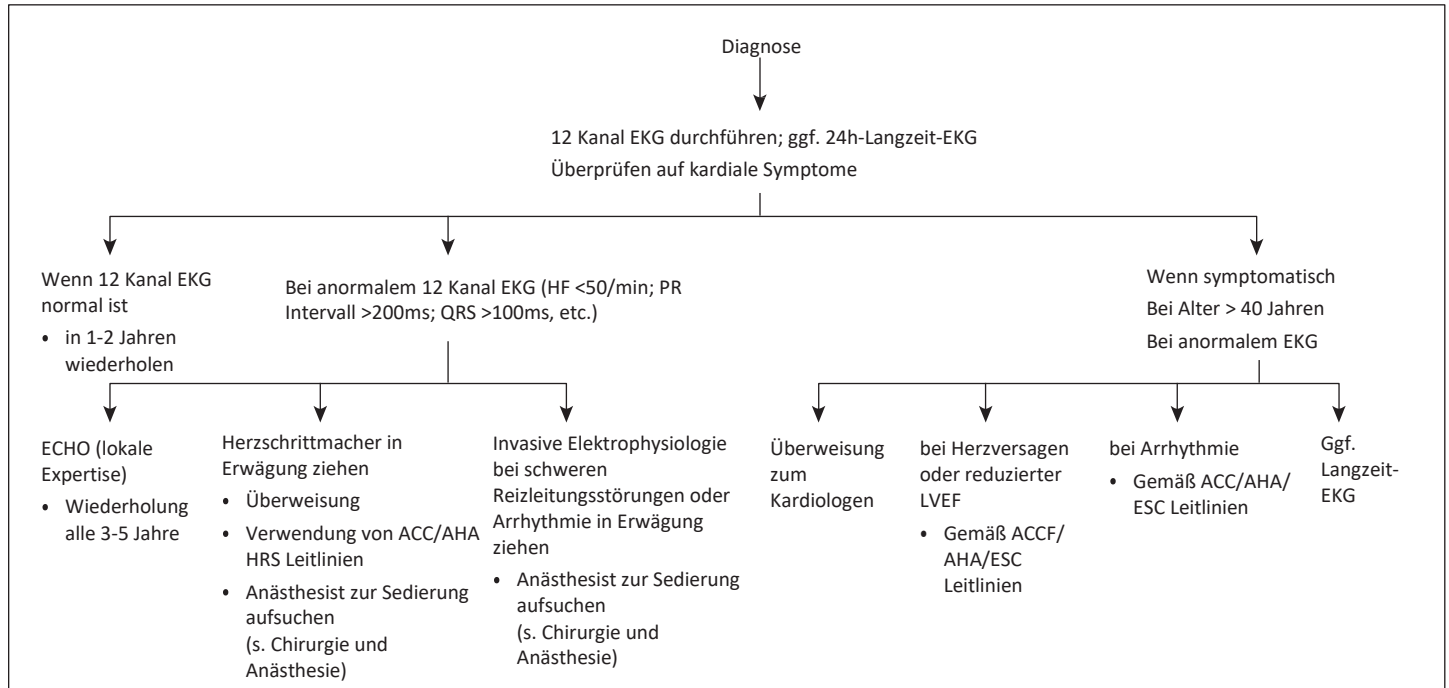 Diagnose
12 Kanal EKG durchführen; ggf. 24h-Langzeit-EKG
Überprüfen auf kardiale Symptome
Wenn 12 Kanal EKG
normal ist
• in 1-2 Jahren
wiederholen
Bei anormalem 12 Kanal EKG (HF <50/min; PR
Intervall >200ms; QRS >100ms, etc.)
Wenn symptomatisch
Bei Alter > 40 Jahren
Bei anormalem EKG
ECHO (lokale
Expertise)
• Wiederholung
alle 3-5 Jahre
Herzschrittmacher in
Erwägung ziehen
• Überweisung
• Verwendung von ACC/AHA
HRS Leitlinien
• Anästhesist zur Sedierung
aufsuchen
(s. Chirurgie und
Anästhesie)
Invasive Elektrophysiologie
bei schweren
Reizleitungsstörungen oder
Arrhythmie in Erwägung
ziehen
• Anästhesist zur Sedierung
aufsuchen
(s. Chirurgie und
Anästhesie)
Überweisung
zum
Kardiologen
bei Herzversagen
oder reduzierter
LVEF
• Gemäß ACCF/
AHA/ESC
Leitlinien
bei Arrhythmie
• Gemäß ACC/AHA/
ESC Leitlinien
Ggf.
Langzeit-
EKG